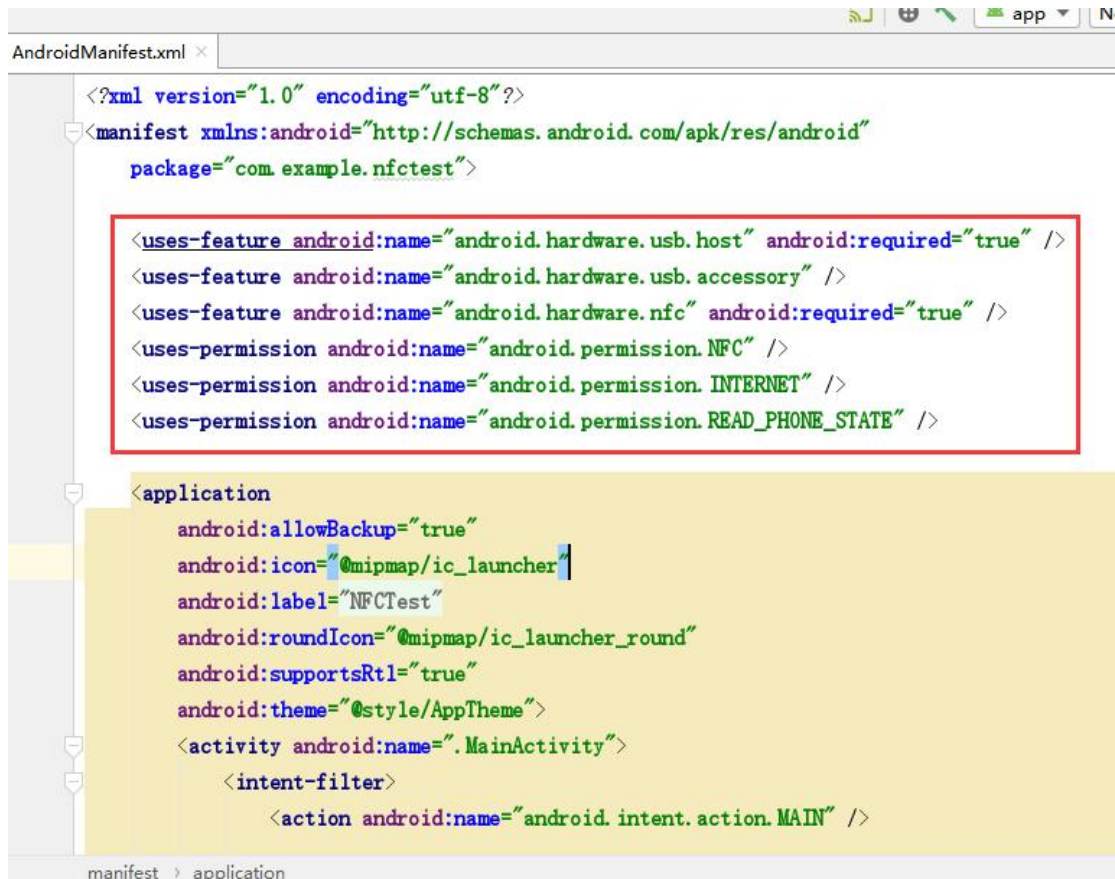 app
AndroidManifest.xml
<?xml version="1.0" encoding="utf-8"?>
<manifest xmlns:android="http://schemas.android.com/apk/res/android"
package="com.example.nfctest">
<uses-feature android:name="android.hardware.usb.host" android:required="true" />
<uses-feature android:name="android.hardware.usb.accessory" />
<uses-feature android:name="android.hardware.nfc" android:required="true" />
<uses-permission android:name="android.permission.NFC" />
<uses-permission android:name="android.permission.INTERNET" />
<uses-permission android:name="android.permission.READ_PHONE_STATE" />
<application
android:allowBackup="true"
android:icon="@mipmap/ic_launcher"
android:label="NFCTest"
android:roundIcon="@mipmap/ic_launcher_round"
android:supportsRtl="true"
android:theme="@style/AppTheme">
<activity android:name=".MainActivity">
<intent-filter>
<action android:name="android.intent.action.MAIN" />
manifest > application